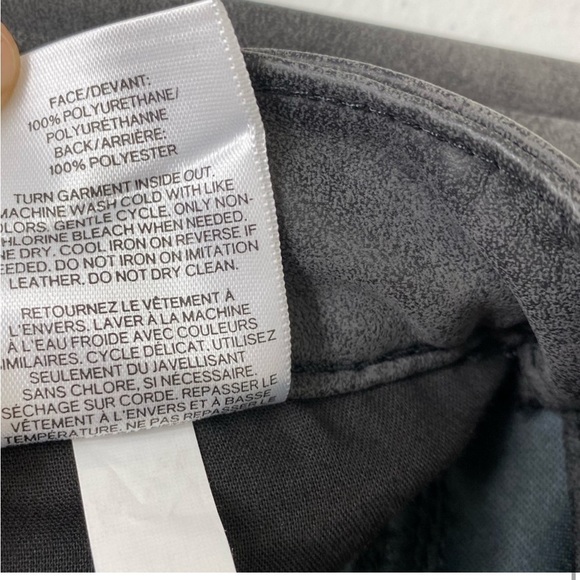 FACE/DEVANT:
100% POLYURETHANE/
POLYURÉTHANNE
BACK/ARRIÈRE:
100% POLYESTER
TURN GARMENT INSIDE OUT.
MACHINE WASH COLD WITH LIKE
COLORS. GENTLE CYCLE. ONLY NON-
CHLORINE BLEACH WHEN NEEDED.
LINE DRY. COOL IRON ON REVERSE IF
NEEDED. DO NOT IRON ON IMITATION
LEATHER. DO NOT DRY CLEAN.
RETOURNEZ LE VÊTEMENT À
L'ENVERS. LAVER À LA MACHINE
À L'EAU FROIDE AVEC COULEURS
SIMILAIRES. CYCLE DÉLICAT. UTILISEZ
SEULEMENT DU JAVELLISANT
SANS CHLORE, SI NÉCESSAIRE.
SÉCHAGE SUR CORDE. REPASSER LE
VÊTEMENT À L'ENVERS ET À BASSE
TEMPÉRATURE. NE PAS REPASSER LE